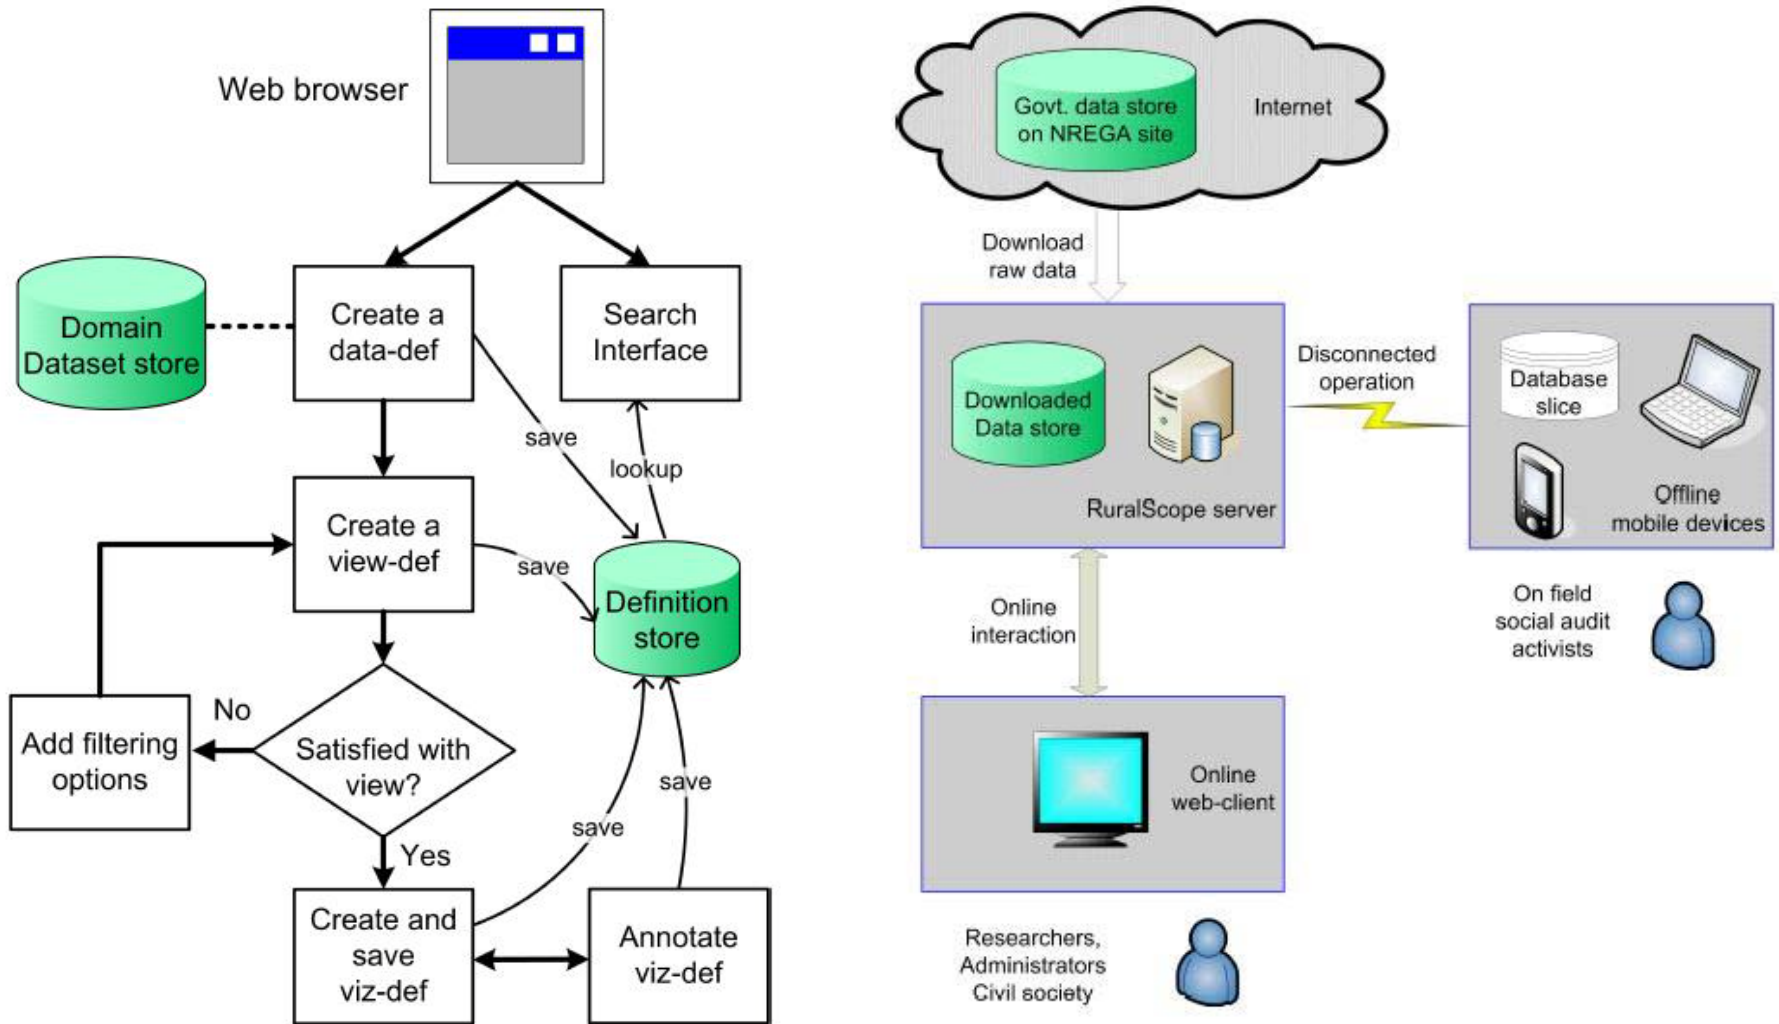 Web browser
Domain
Dataset store
Create a
data-def
Search
Interface
save
lookup
Create a
view-def
save
Definition
store
No
Add filtering
options
Satisfied with
view?
save
save
Yes
Create and
save
viz-def
Annotate
viz-def
Govt. data store
on NREGA site
Internet
Download
raw data
Downloaded
Data store
RuralScope server
Disconnected
operation
Database
slice
Offline
mobile devices
On field
social audit
activists
Online
interaction
Online
web-client
Researchers,
Administrators
Civil society